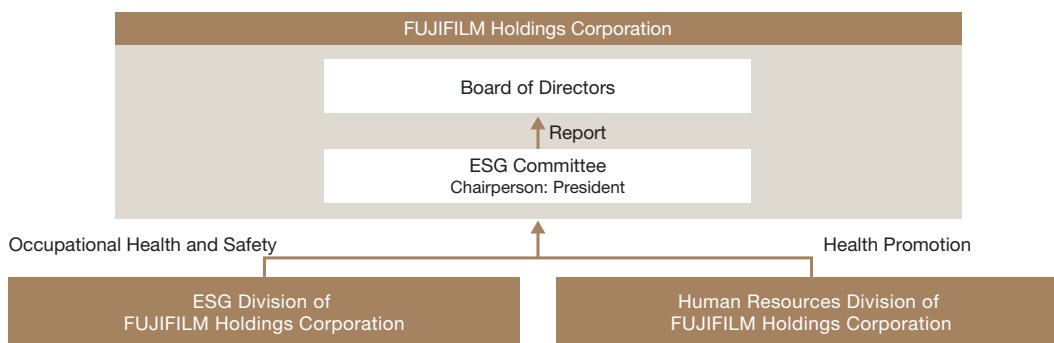 FUJIFILM Holdings Corporation
Board of Directors
Report
ESG Committee
Chairperson: President
Occupational Health and Safety
Health Promotion
ESG Division of
FUJIFILM Holdings Corporation
Human Resources Division of
FUJIFILM Holdings Corporation